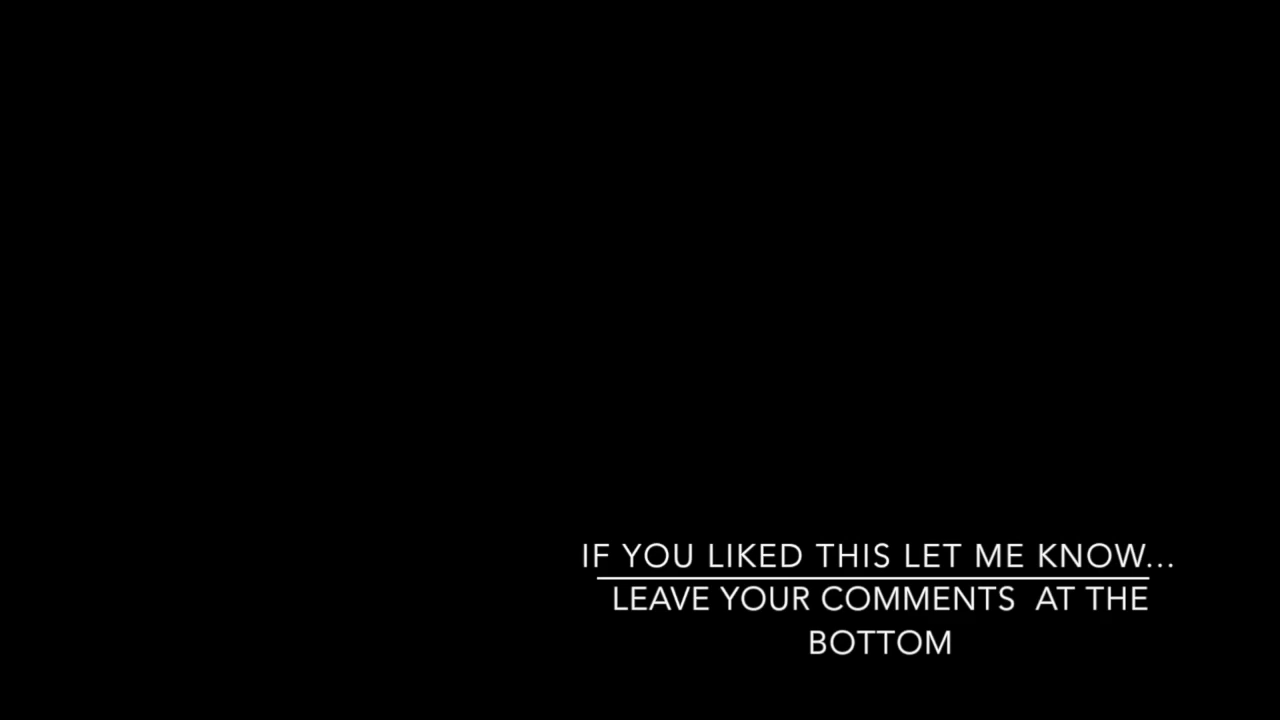 IF YOU LIKED THIS LET ME KNOW...
LEAVE YOUR COMMENTS  AT THE
BOTTOM